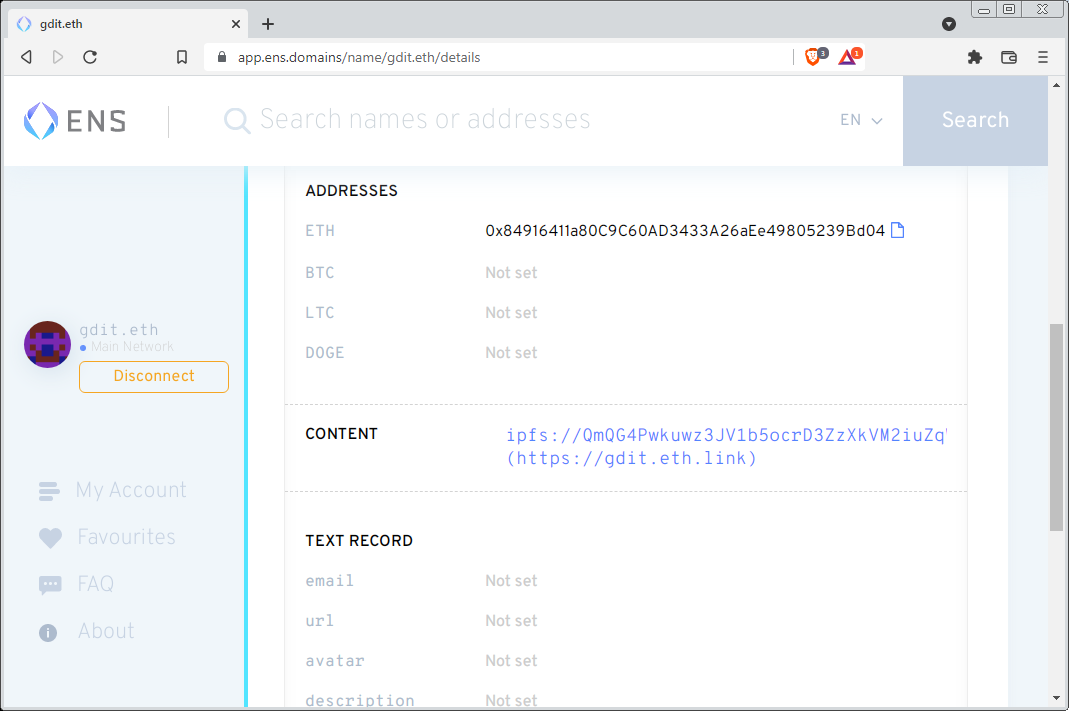 gdit.eth
app.ens.domains/name/gdit.eth/details
3
1
ENS
Search names or addresses
EN
Search
gdit.eth
Main Network
Disconnect
My Account
Favourites
FAQ
About
ADDRESSES
ETH 0x84916411a80C9C60AD3433A26aEe49805239Bd04
BTC Not set
LTC Not set
DOGE Not set
CONTENT ipfs://QmQG4Pwkuwz3JV1b5ocrD3ZzXkVM2iuZq
(https://gdit.eth.link)
TEXT RECORD
email Not set
url Not set
avatar Not set
description Not set